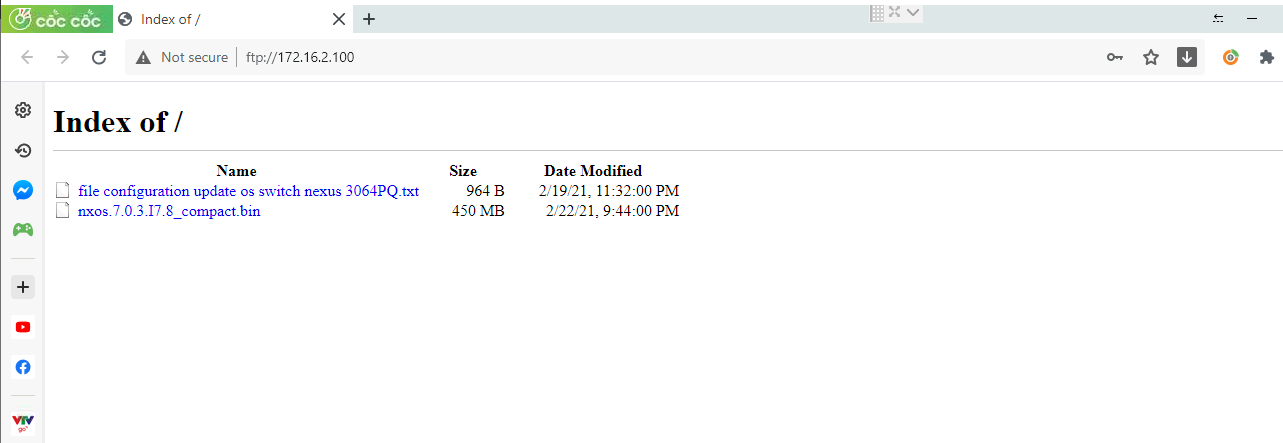 cốc cốc Index of /
Not secure ftp://172.16.2.100
Index of /
Name Size Date Modified
file configuration update os switch nexus 3064PQ.txt 964 B 2/19/21, 11:32:00 PM
nxos.7.0.3.I7.8_compact.bin 450 MB 2/22/21, 9:44:00 PM
VTV
go